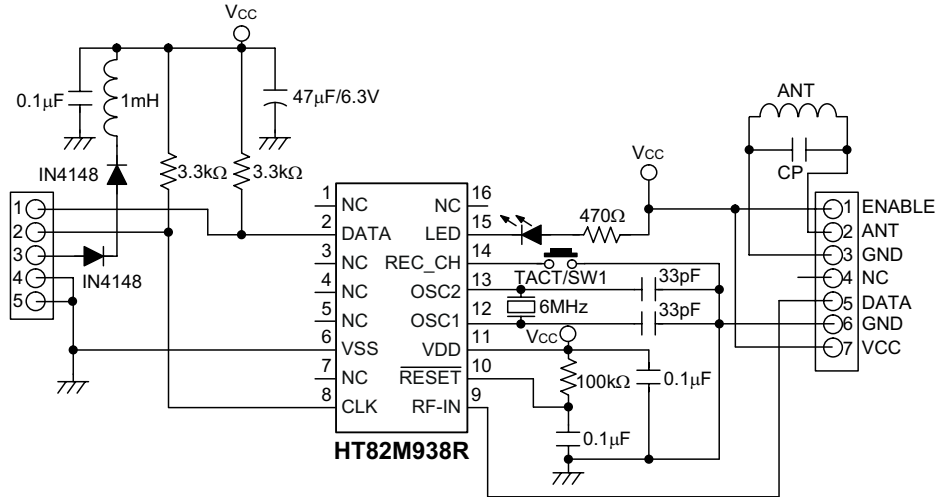 VCC
0.1μF
1mH
47μF/6.3V
IN4148
3.3kΩ
3.3kΩ
IN4148
1
2
3
4
5
1
NC
2
DATA
3
NC
4
NC
5
NC
6
VSS
7
NC
8
CLK
16
NC
15
LED
14
REC_CH
13
OSC2
12
OSC1
11
VDD
10
RESET
9
RF-IN
HT82M938R
470Ω
VCC
TACT/SW1
33pF
6MHz
33pF
VCC
100kΩ
0.1μF
0.1μF
ANT
CP
1 ENABLE
2 ANT
3 GND
4 NC
5 DATA
6 GND
7 VCC